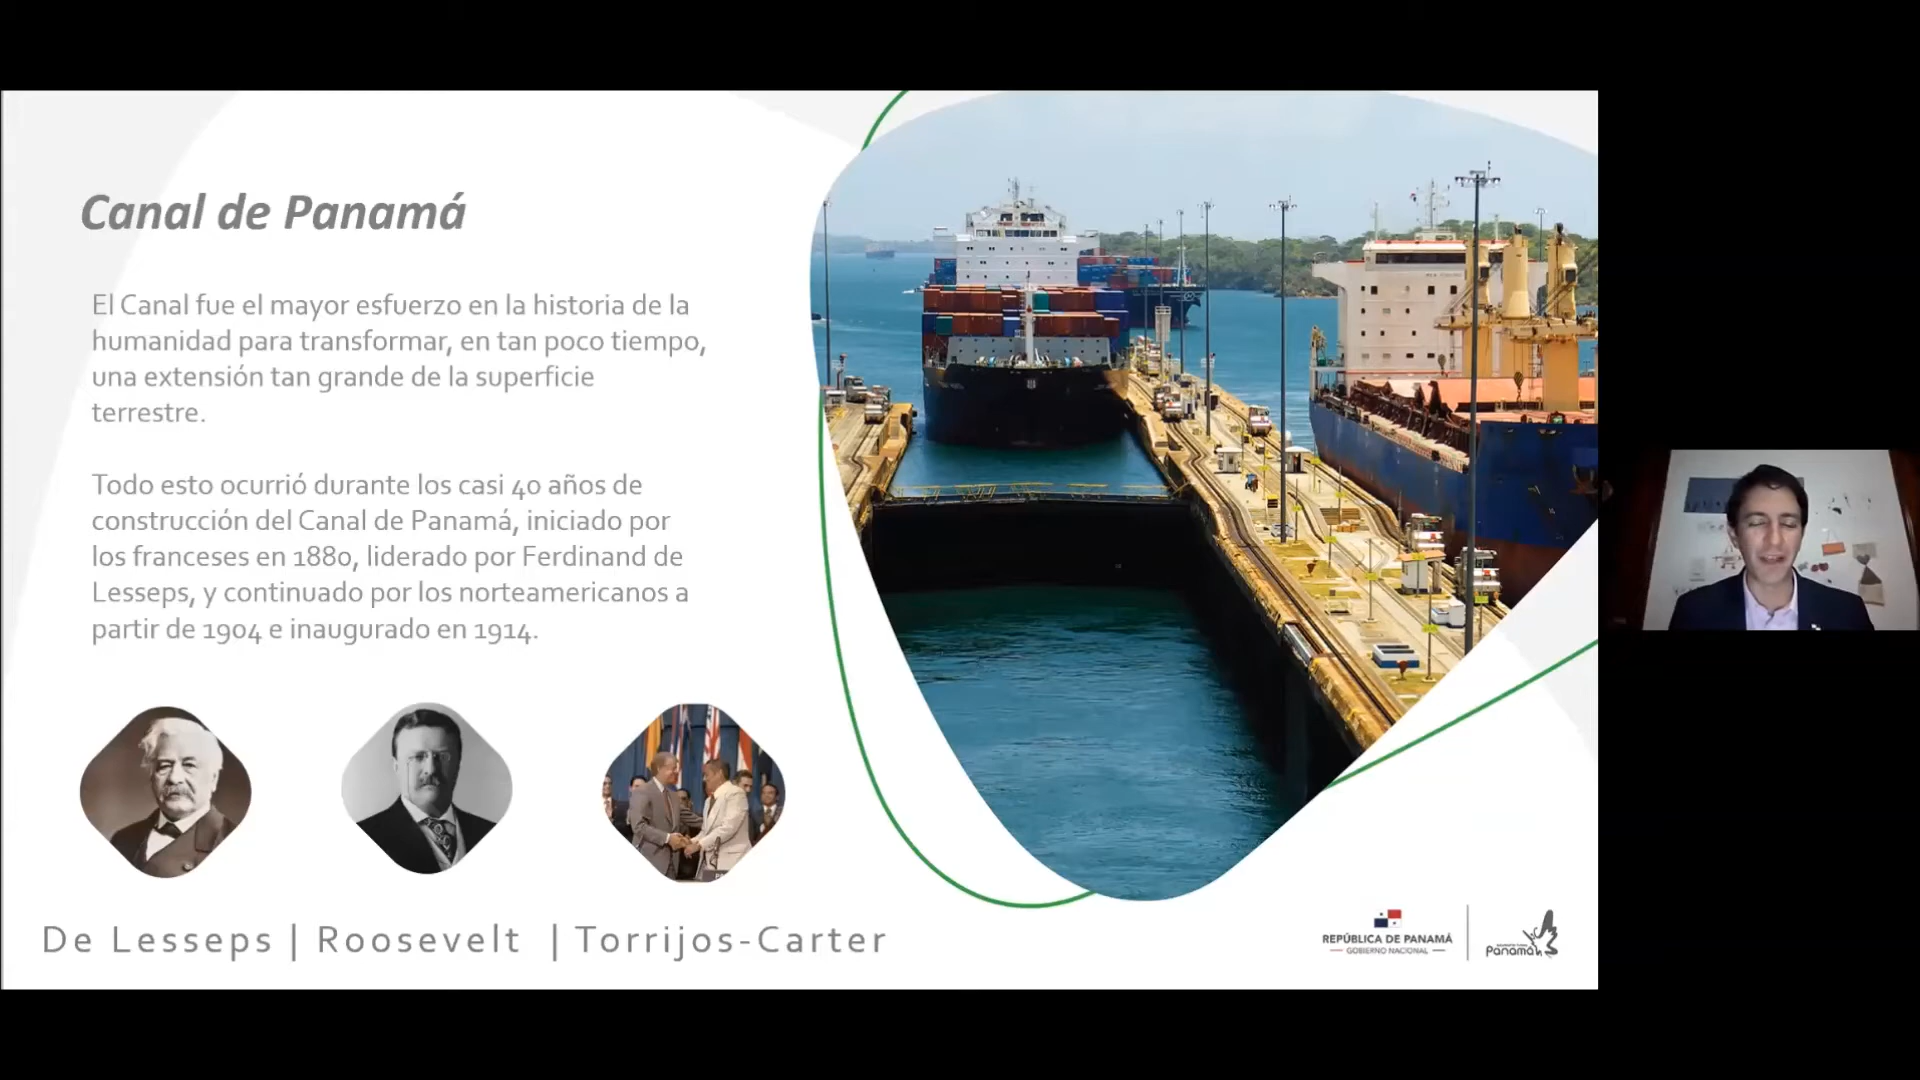 Canal de Panamá
El Canal fue el mayor esfuerzo en la historia de la
humanidad para transformar, en tan poco tiempo,
una extensión tan grande de la superficie
terrestre.
Todo esto ocurrió durante los casi 40 años de
construcción del Canal de Panamá, iniciado por
los franceses en 1880, liderado por Ferdinand de
Lesseps, y continuado por los norteamericanos a
partir de 1904 e inaugurado en 1914.
De Lesseps | Roosevelt | Torrijos-Carter
REPÚBLICA DE PANAMÁ
— GOBIERNO NACIONAL —
Panamá